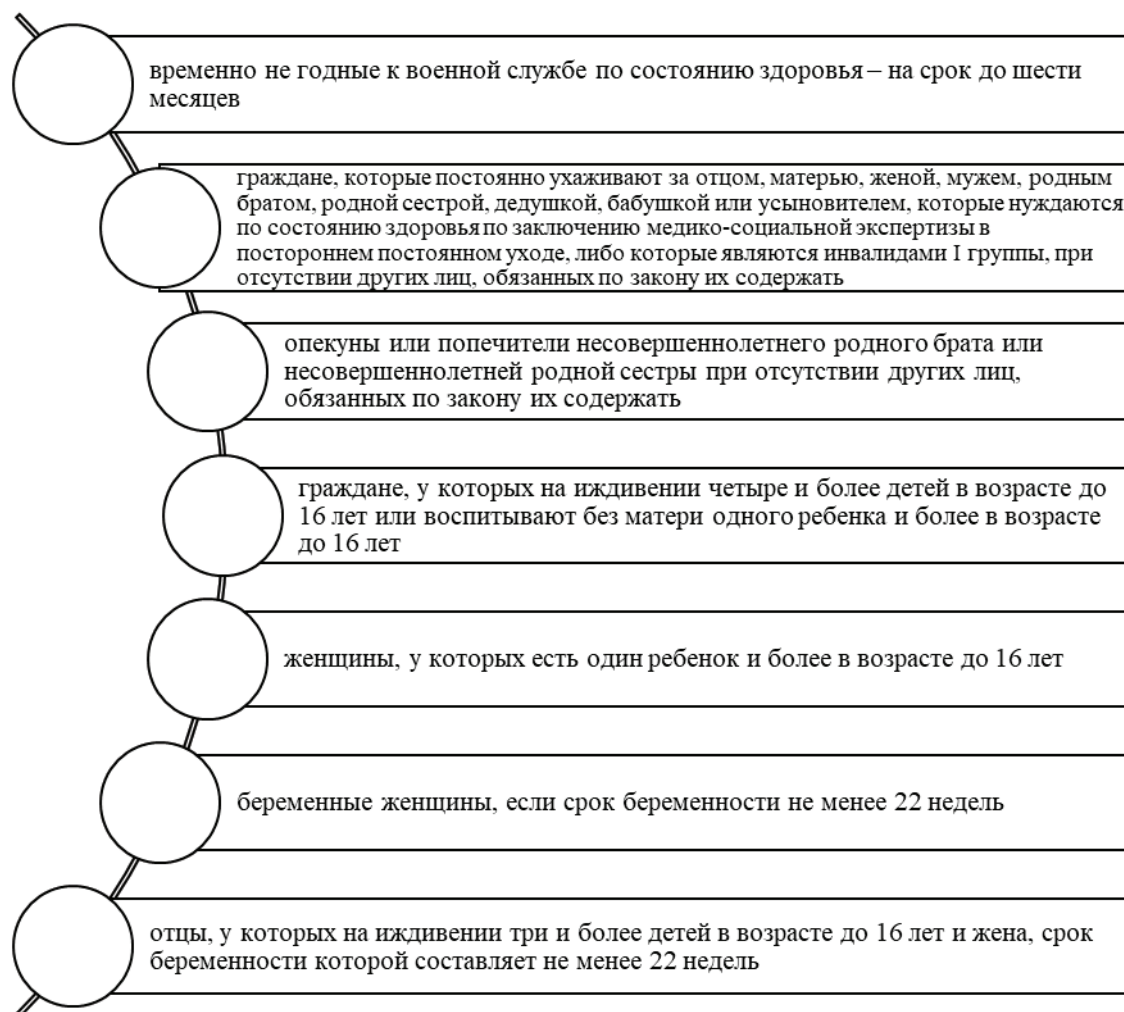 временно не годные к военной службе по состоянию здоровья – на срок до шести
месяцев
граждане, которые постоянно ухаживают за отцом, матерью, женой, мужем, родным
братом, родной сестрой, дедушкой, бабушкой или усыновителем, которые нуждаются
по состоянию здоровья по заключению медико-социальной экспертизы в
постороннем постоянном уходе, либо которые являются инвалидами I группы, при
отсутствии других лиц, обязанных по закону их содержать
опекуны или попечители несовершеннолетнего родного брата или
несовершеннолетней родной сестры при отсутствии других лиц,
обязанных по закону их содержать
граждане, у которых на иждивении четыре и более детей в возрасте до
16 лет или воспитывают без матери одного ребенка и более в возрасте
до 16 лет
женщины, у которых есть один ребенок и более в возрасте до 16 лет
беременные женщины, если срок беременности не менее 22 недель
отцы, у которых на иждивении три и более детей в возрасте до 16 лет и жена, срок
беременности которой составляет не менее 22 недель